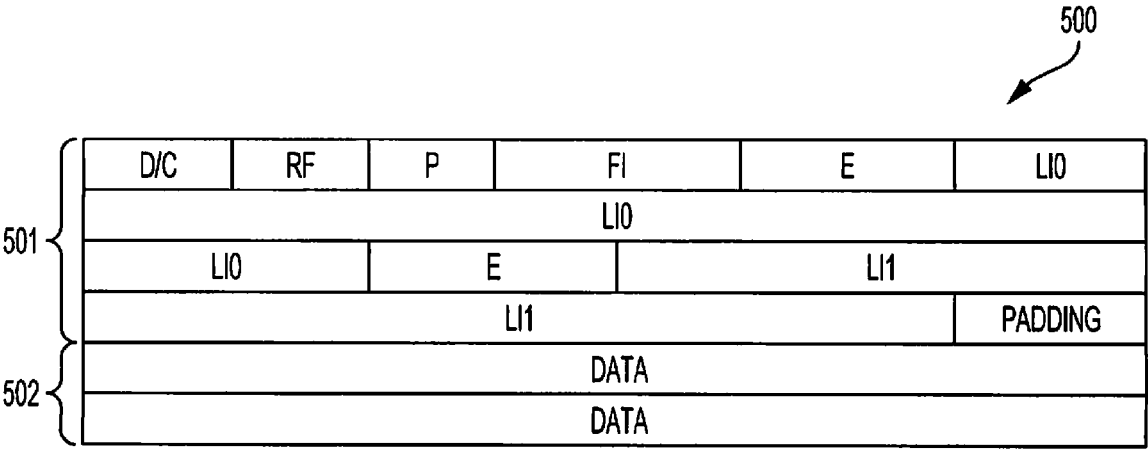 500
D/C RF P FI E LI0
LI0
501
LI0 E LI1
LI1 PADDING
DATA
502
DATA